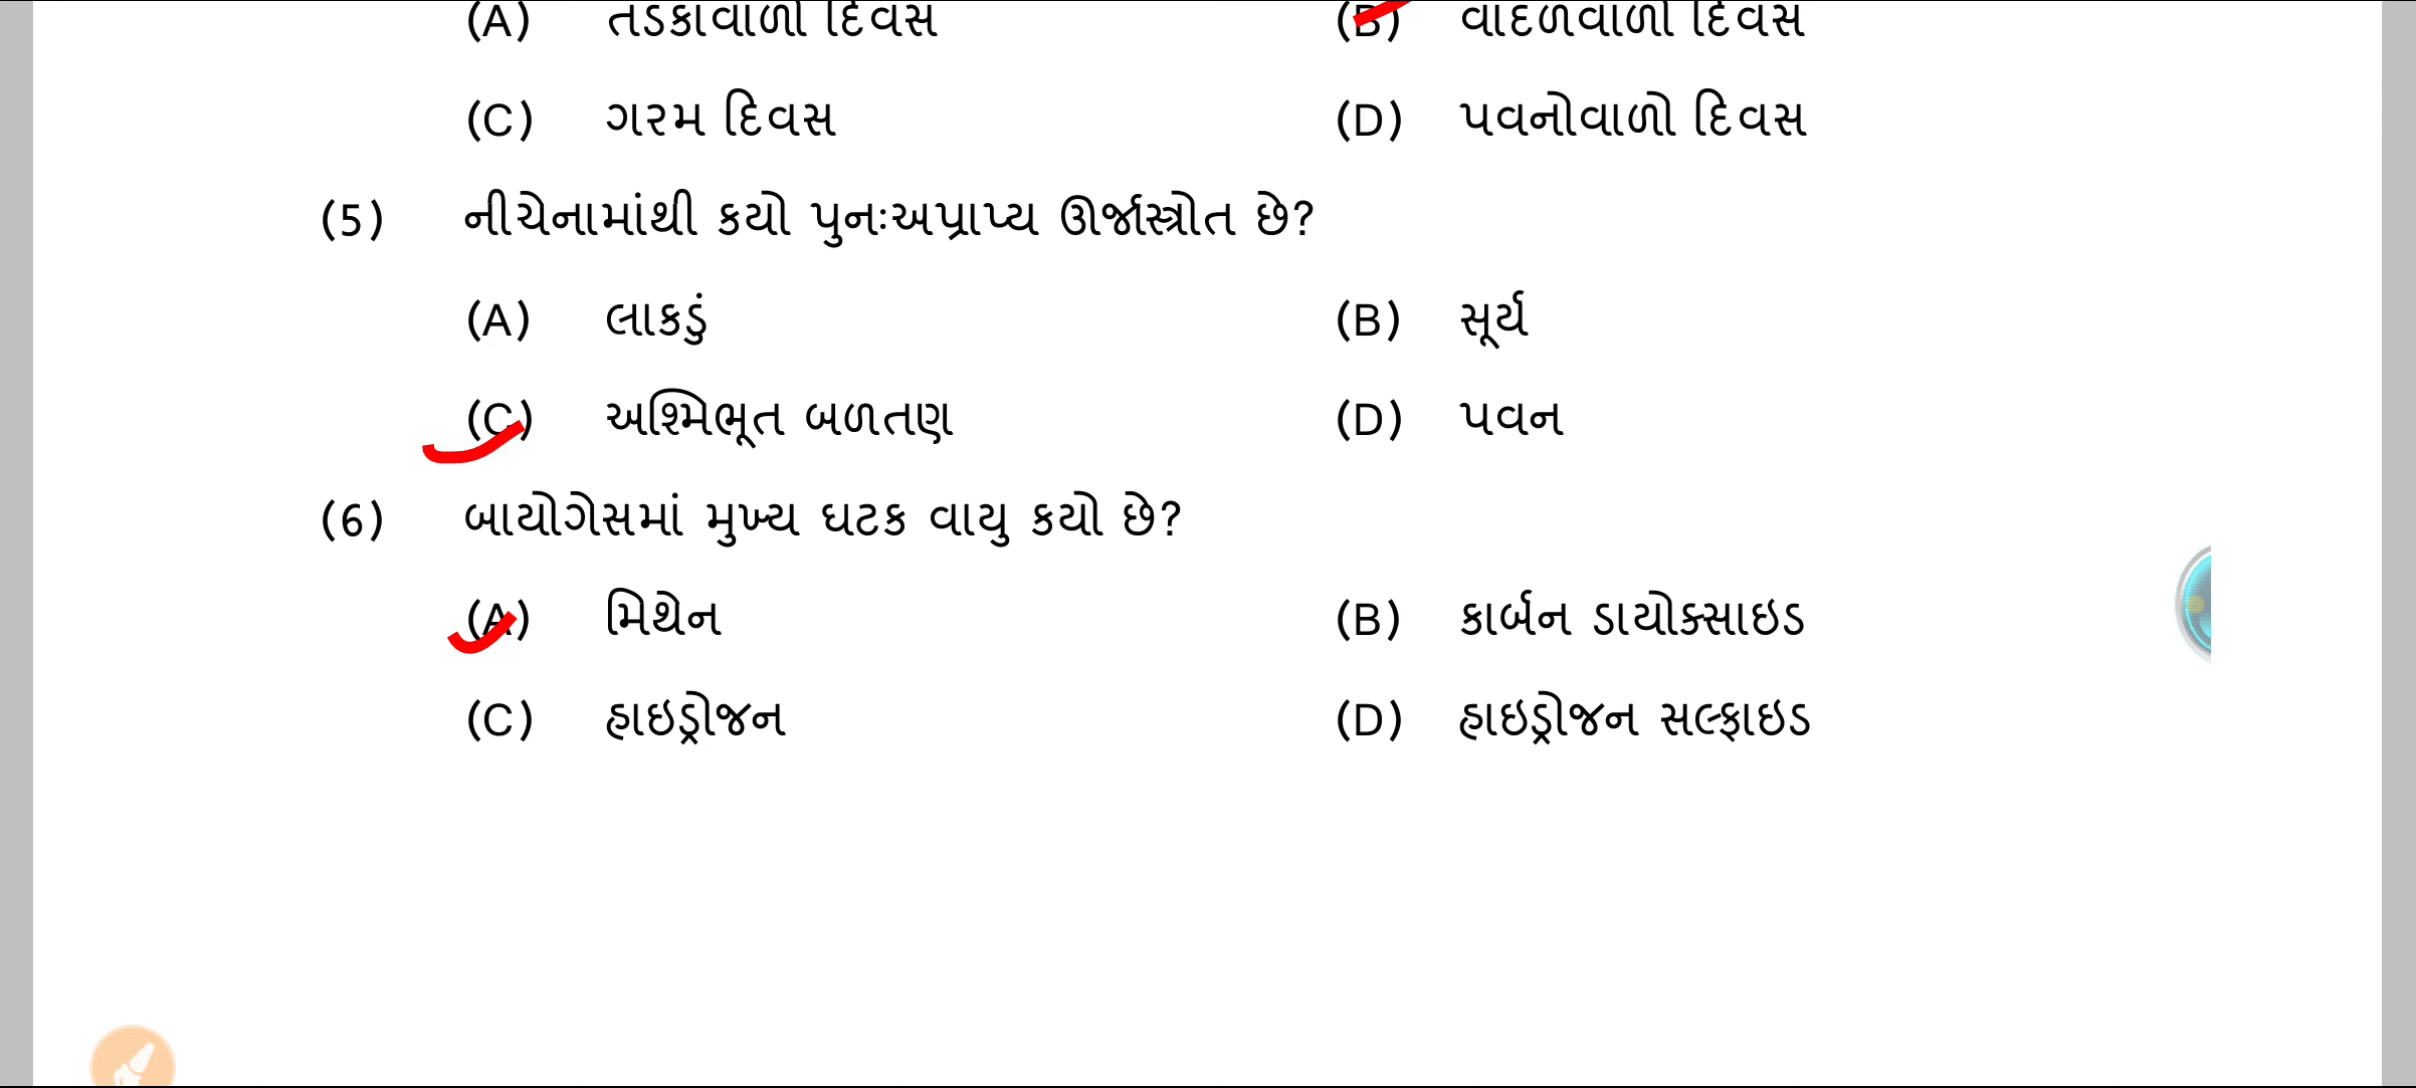 (A) તડકાવાળો દિવસ (B) વાદળવાળો દિવસ
(C) ગરમ દિવસ (D) પવનોવાળો દિવસ
(5) નીચેનામાંથી કયો પુનઃઅપ્રાપ્ય ઊર્જાસ્ત્રોત છે?
(A) લાકડું (B) સૂર્ય
(C) અશ્મિભૂત બળતણ (D) પવન
(6) બાયોગેસમાં મુખ્ય ઘટક વાયુ કયો છે?
(A) મિથેન (B) કાર્બન ડાયોક્સાઇડ
(C) હાઇડ્રોજન (D) હાઇડ્રોજન સલ્ફાઇડ